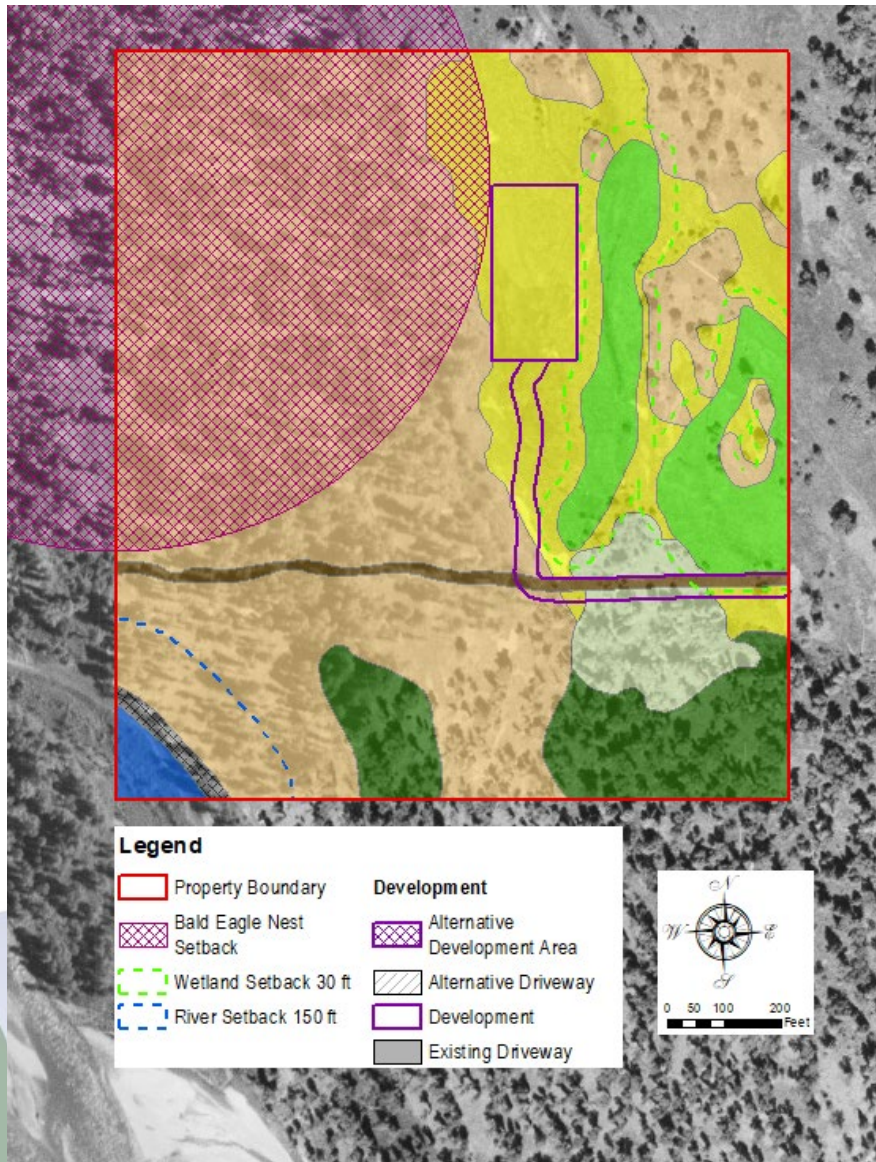 Legend
Property Boundary
Bald Eagle Nest
Setback
Wetland Setback 30 ft
River Setback 150 ft
Development
Alternative
Development Area
Alternative Driveway
Development
Existing Driveway
N
W E
S
0 50 100 200
Feet